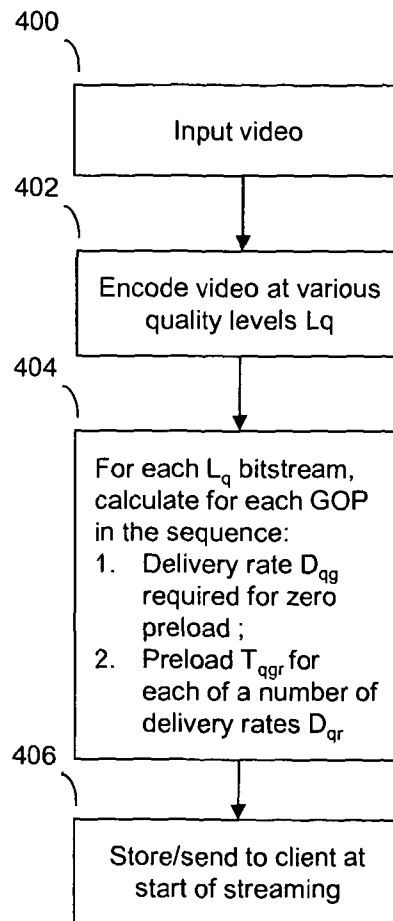 400
Input video
402
Encode video at various
quality levels Lq
404
For each Lq bitstream,
calculate for each GOP
in the sequence:
1. Delivery rate Dqg
required for zero
preload ;
2. Preload Tqgr for
each of a number of
delivery rates Dqr
406
Store/send to client at
start of streaming